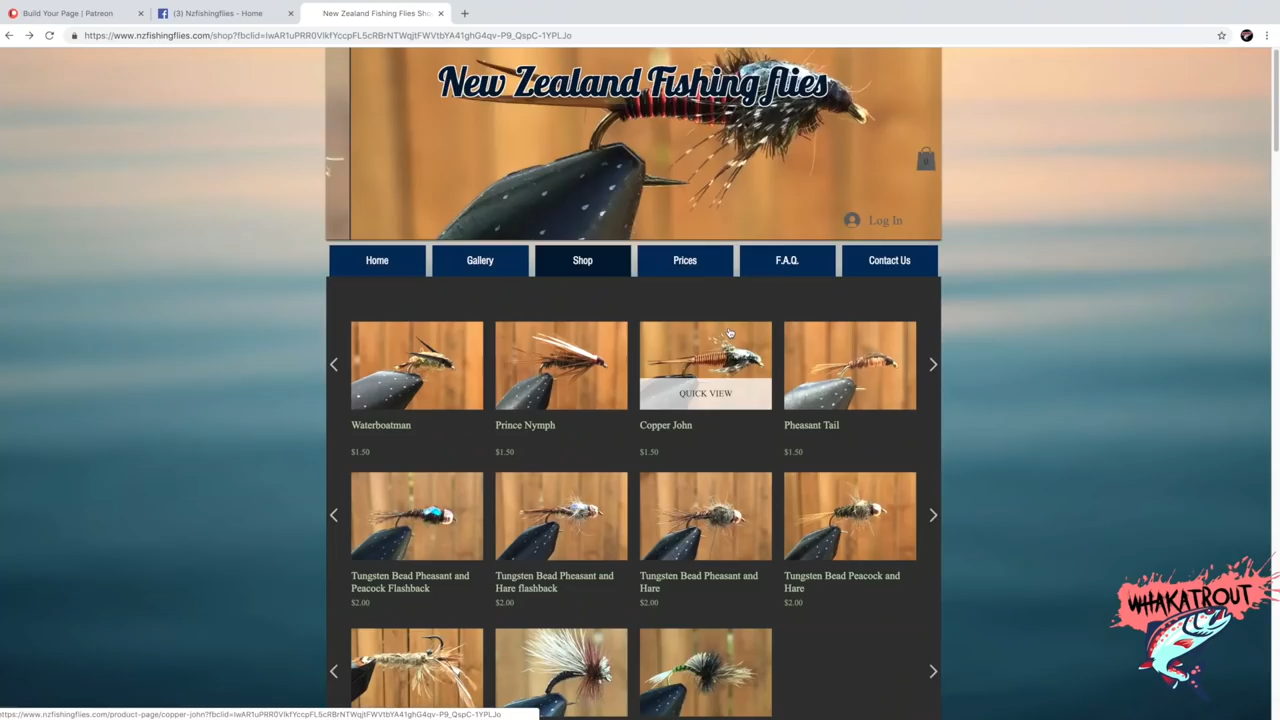 Build Your Page | Patreon
(3) Nzfishingflies - Home
New Zealand Fishing Flies Sho
https://www.nzfishingflies.com/shop?fbclid=IwAR1uPRR0VlkfYccpFL5cRBrNTWqjtFWVtbYA41ghG4qv-P9_QspC-1YPLJo
New Zealand Fishing flies
0
Log In
Home
Gallery
Shop
Prices
F.A.Q.
Contact Us
QUICK VIEW
Waterboatman
Prince Nymph
Copper John
Pheasant Tail
$1.50
$1.50
$1.50
$1.50
Tungsten Bead Pheasant and
Peacock Flashback
Tungsten Bead Pheasant and
Hare flashback
Tungsten Bead Pheasant and
Hare
Tungsten Bead Peacock and
Hare
$2.00
$2.00
$2.00
$2.00
WHAKATROUT
https://www.nzfishingflies.com/product-page/copper-john?fbclid=IwAR1uPRR0VlkfYccpFL5cRBrNTWqjtFWVtbYA41ghG4qv-P9_QspC-1YPLJo